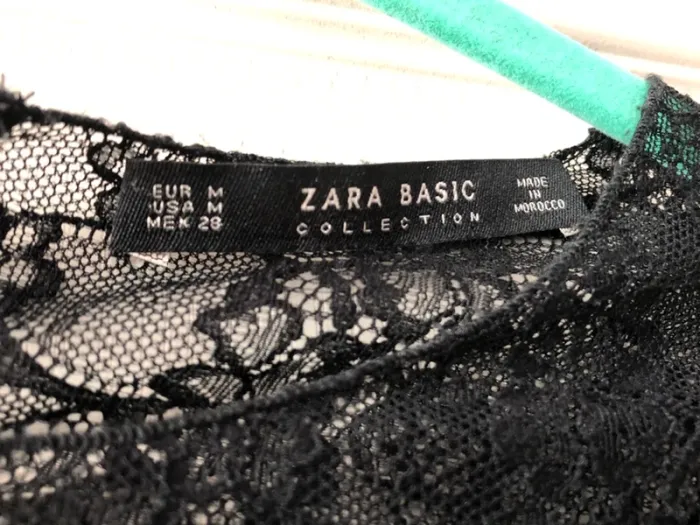 EUR M
USA M
MEX 28
ZARA BASIC
COLLECTION
MADE
IN
MOROCCO